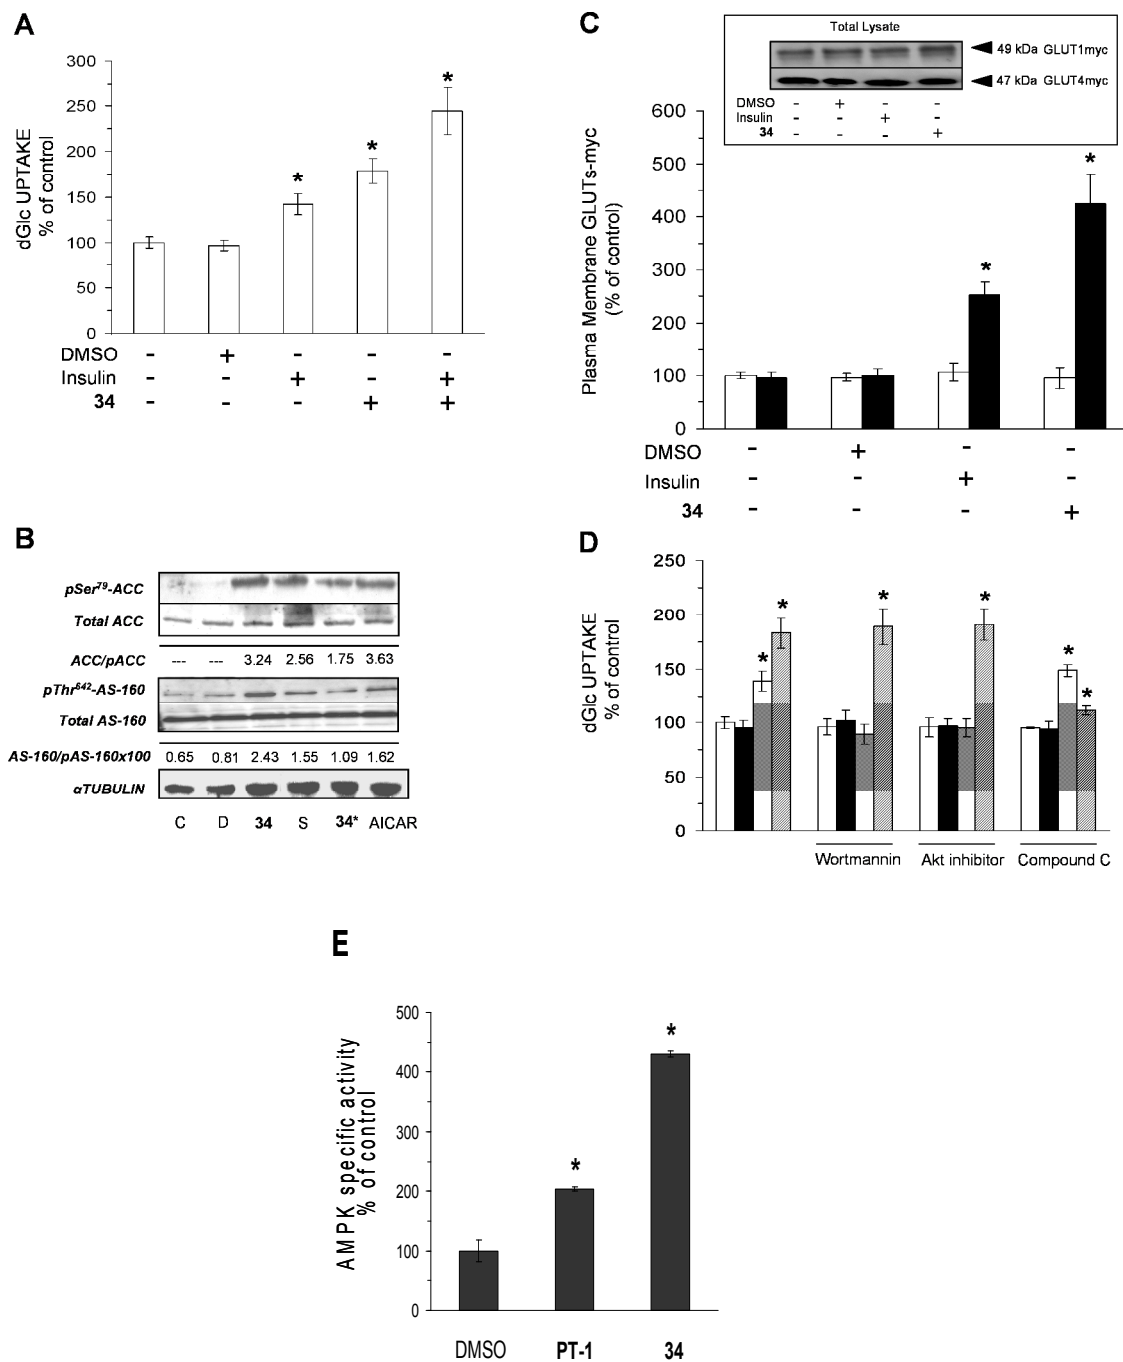 A
dGlc UPTAKE
% of control
300
250
200
150
100
50
0
*
*
*
DMSO - + - - -
Insulin - - + - +
34 - - - + +
B
pSer79-ACC
Total ACC
ACC/pACC --- --- 3.24 2.56 1.75 3.63
pThr642-AS-160
Total AS-160
AS-160/pAS-160x100 0.65 0.81 2.43 1.55 1.09 1.62
αTUBULIN
C D 34 S 34* AICAR
C
Total Lysate
49 kDa GLUT1myc
47 kDa GLUT4myc
DMSO - + - -
Insulin - - + -
34 - - - +
Plasma Membrane GLUTs-myc
(% of control)
600
500
400
300
200
100
0
*
*
DMSO - + - -
Insulin - - + -
34 - - - +
D
dGlc UPTAKE
% of control
250
200
150
100
50
0
* * * * * *
Wortmannin Akt inhibitor Compound C
E
AMPK specific activity
% of control
500
400
300
200
100
0
*
*
DMSO PT-1 34